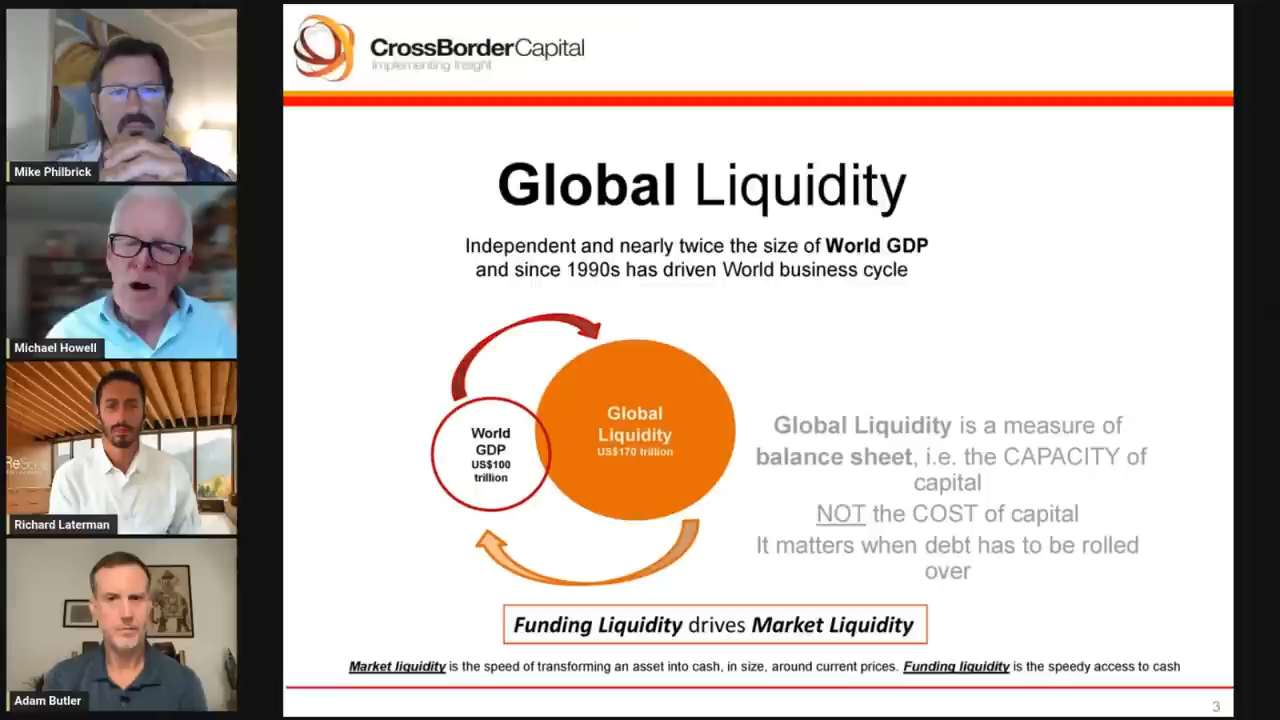 Mike Philbrick
Michael Howell
ReSo
Richard Laterman
Adam Butler
CrossBorderCapital
Implementing Insight
Global Liquidity
Independent and nearly twice the size of World GDP
and since 1990s has driven World business cycle
World
GDP
US$100
trillion
Global
Liquidity
US$170 trillion
Global Liquidity is a measure of
balance sheet, i.e. the CAPACITY of
capital
NOT the COST of capital
It matters when debt has to be rolled
over
Funding Liquidity drives Market Liquidity
Market liquidity is the speed of transforming an asset into cash, in size, around current prices. Funding liquidity is the speedy access to cash
3